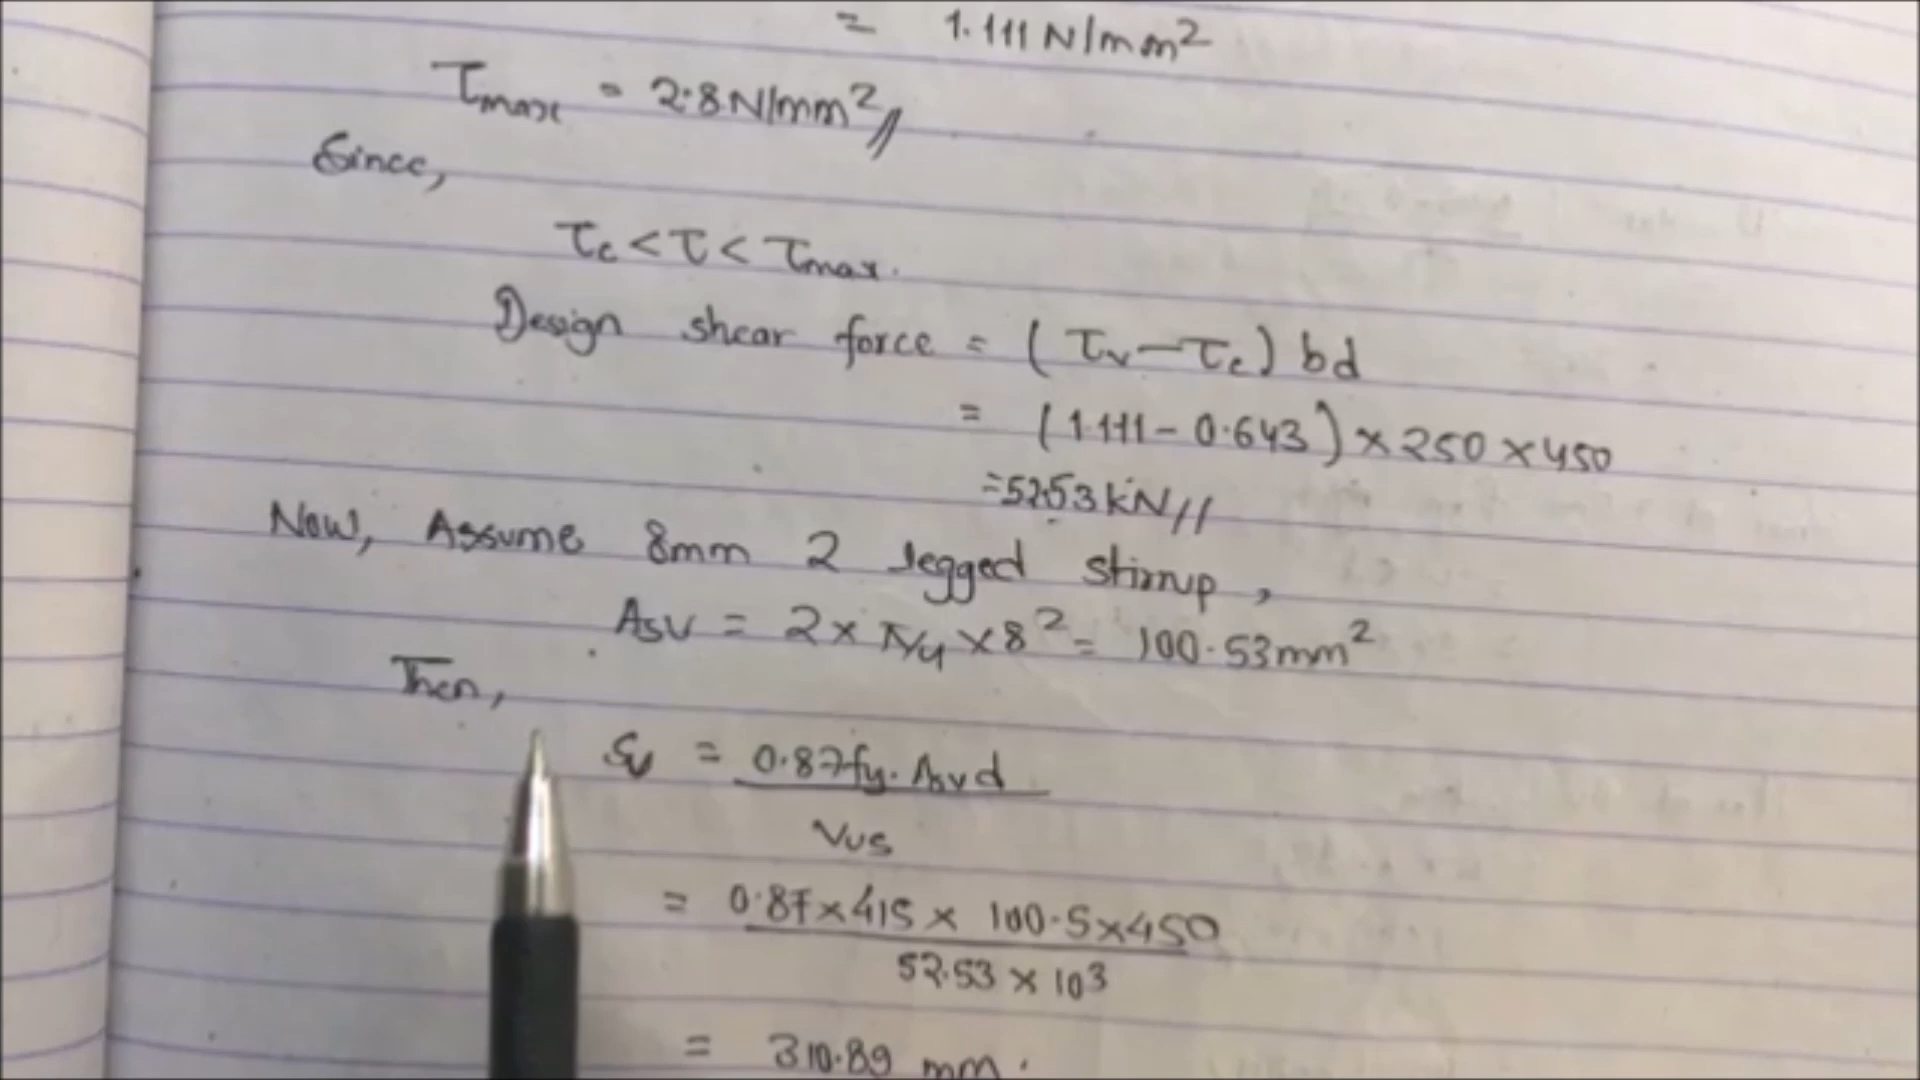 = 1.111 N/mm²
τmax = 2.8 N/mm² //
Since,
τc < τ < τmax.
Design shear force = (τv - τc) bd
= (1.111 - 0.643) × 250 × 450
= 52.53 kN //
Now, Assume 8mm 2 legged stirrup,
Asv = 2 × π/4 × 8² = 100.53 mm²
Then,
Sv = 0.87fy. Asv d
Vus
= 0.87 × 415 × 100.5 × 450
52.53 × 10³
= 310.89 mm.